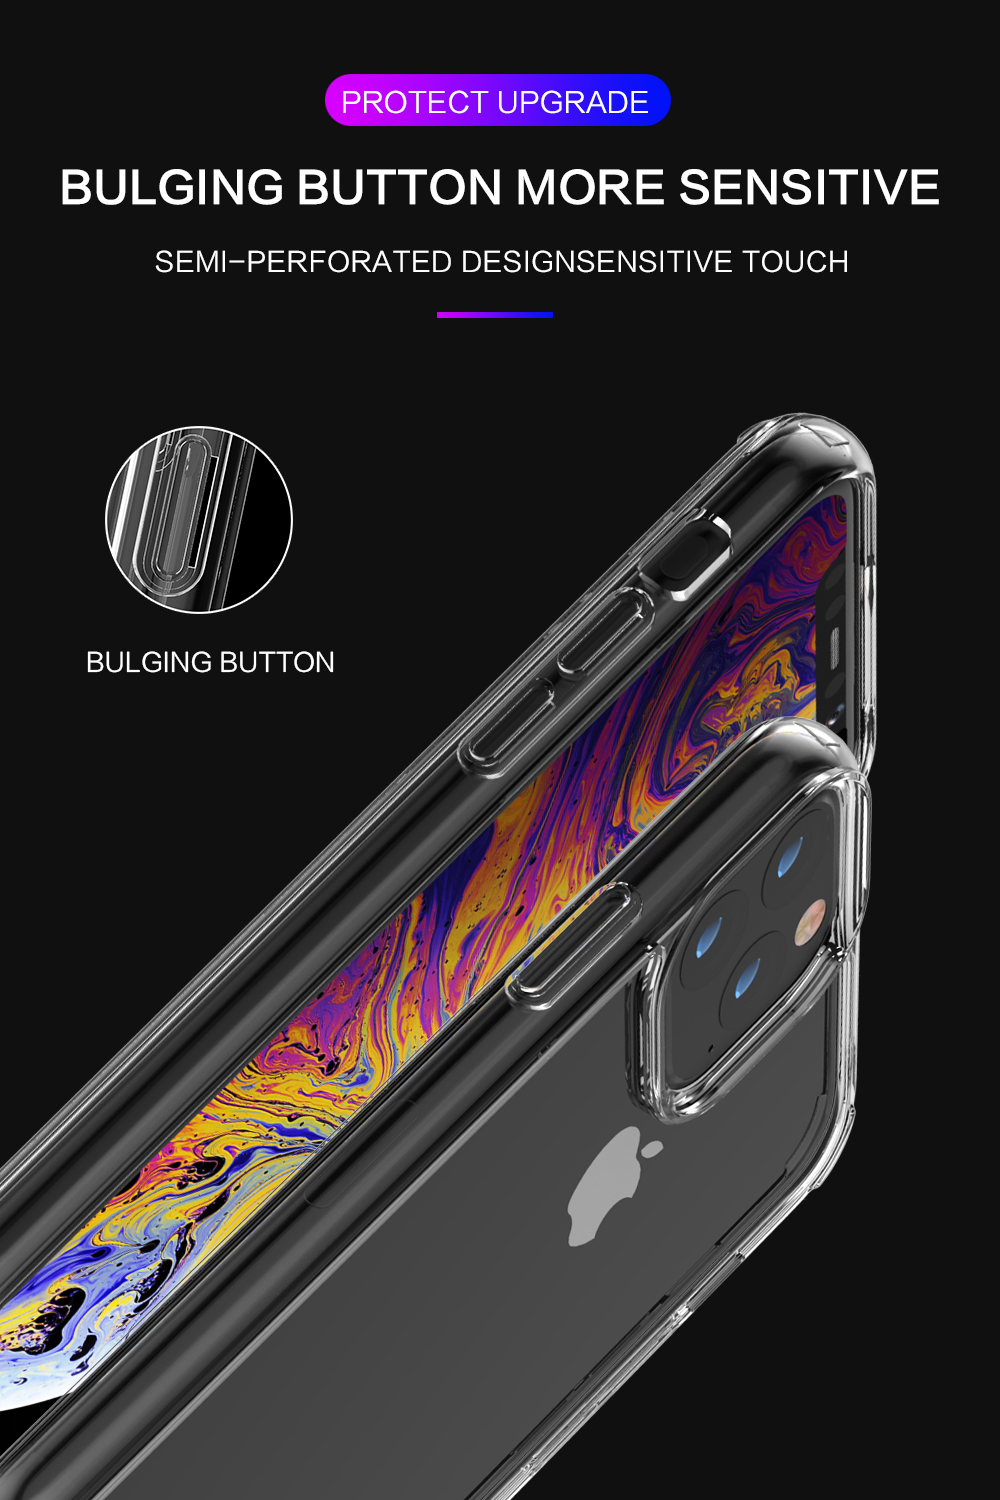 PROTECT UPGRADE
BULGING BUTTON MORE SENSITIVE
SEMI-PERFORATED DESIGNSENSITIVE TOUCH
BULGING BUTTON